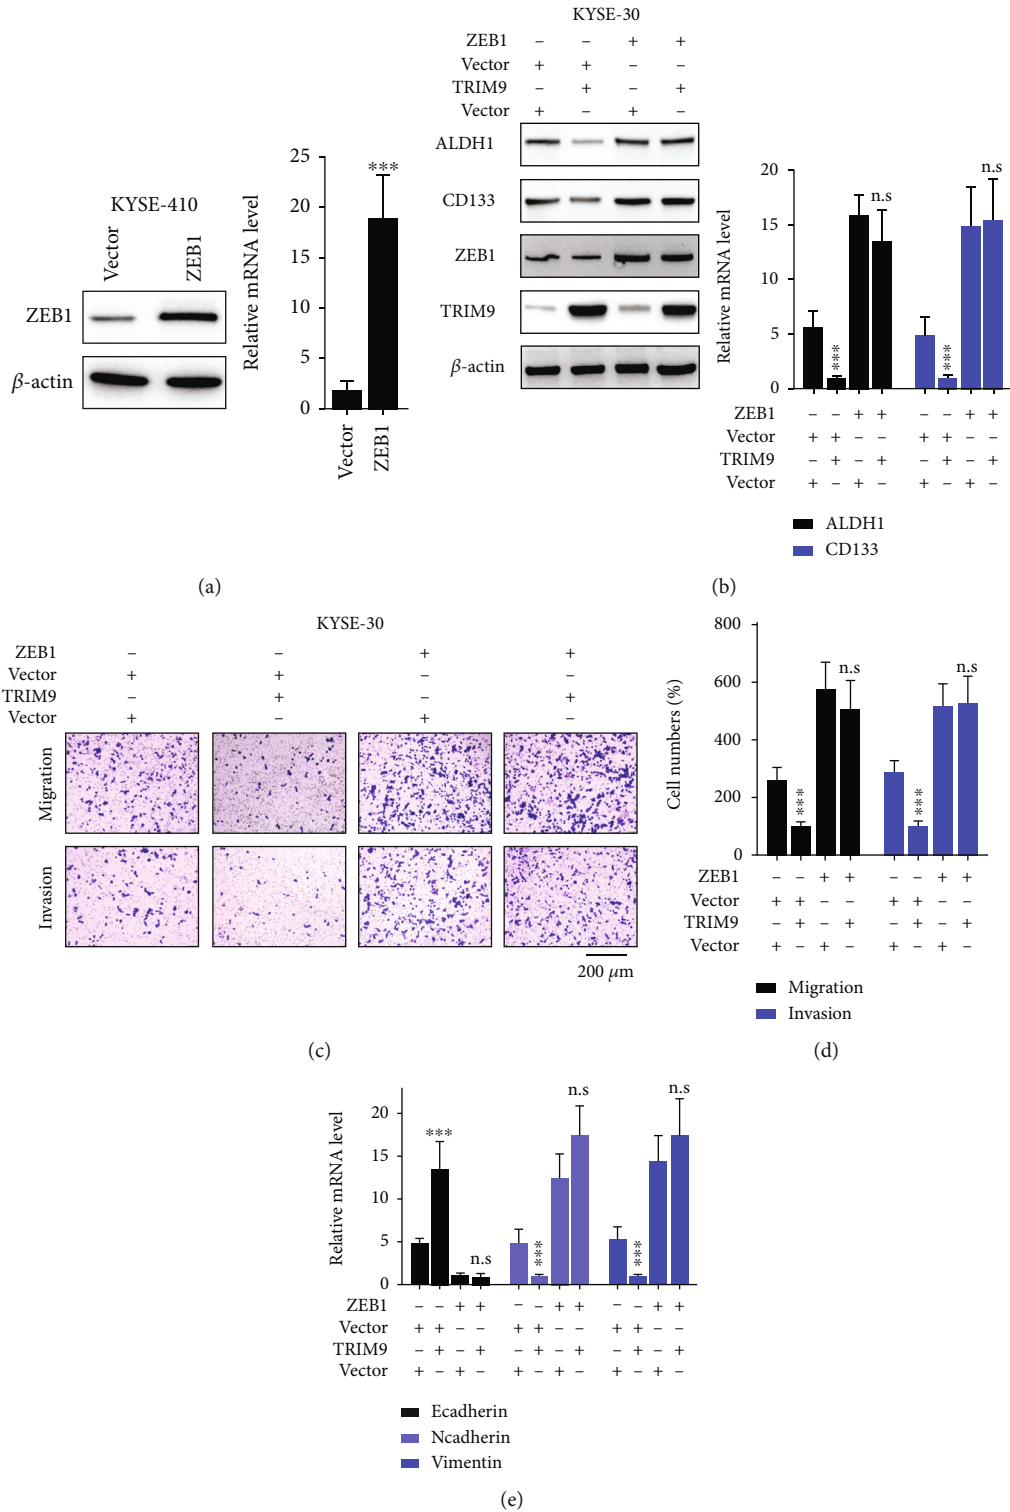 KYSE-410
Vector
ZEB1
ZEB1
β-actin
Relative mRNA level
25
20
15
10
5
0
***
Vector
ZEB1
(a)
KYSE-30
ZEB1 – – + +
Vector + + – –
TRIM9 – + – +
Vector + – + –
ALDH1
CD133
ZEB1
TRIM9
β-actin
Relative mRNA level
20
15
10
5
0
***
n.s
***
n.s
ZEB1 – – + + – – + +
Vector + + – – + + – –
TRIM9 – + – + – + – +
Vector + – + – + – + –
ALDH1
CD133
(b)
KYSE-30
ZEB1 – – + +
Vector + + – –
TRIM9 – + – +
Vector + – + –
Migration
Invasion
200 μm
(c)
Cell numbers (%)
800
600
400
200
0
***
n.s
***
n.s
ZEB1 – – + + – – + +
Vector + + – – + + – –
TRIM9 – + – + – + – +
Vector + – + – + – + –
Migration
Invasion
(d)
Relative mRNA level
20
15
10
5
0
***
n.s
***
n.s
***
n.s
ZEB1 – – + + – – + + – – + +
Vector + + – – + + – – + + – –
TRIM9 – + – + – + – + – + – +
Vector + – + – + – + – + – + –
Ecadherin
Ncadherin
Vimentin
(e)